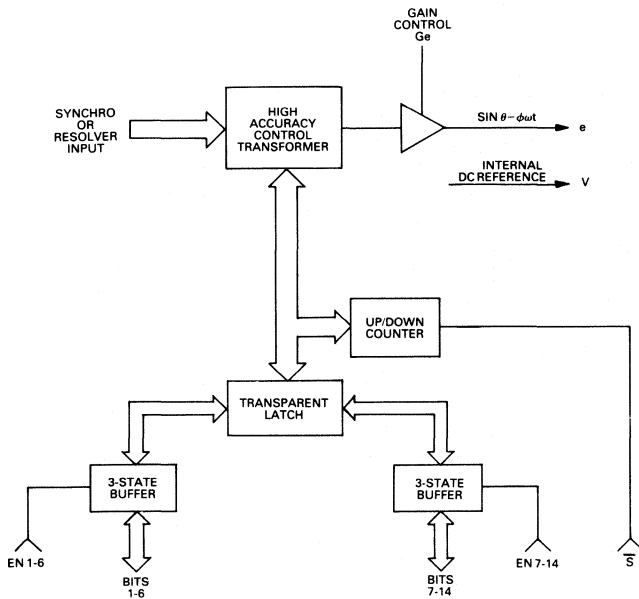 GAIN
CONTROL
Ge
SYNCHRO
OR
RESOLVER
INPUT
HIGH
ACCURACY
CONTROL
TRANSFORMER
SIN θ–ϕωt
e
INTERNAL
DC REFERENCE
V
UP/DOWN
COUNTER
TRANSPARENT
LATCH
3-STATE
BUFFER
3-STATE
BUFFER
EN 1-6
BITS
1-6
BITS
7-14
EN 7-14
S̅